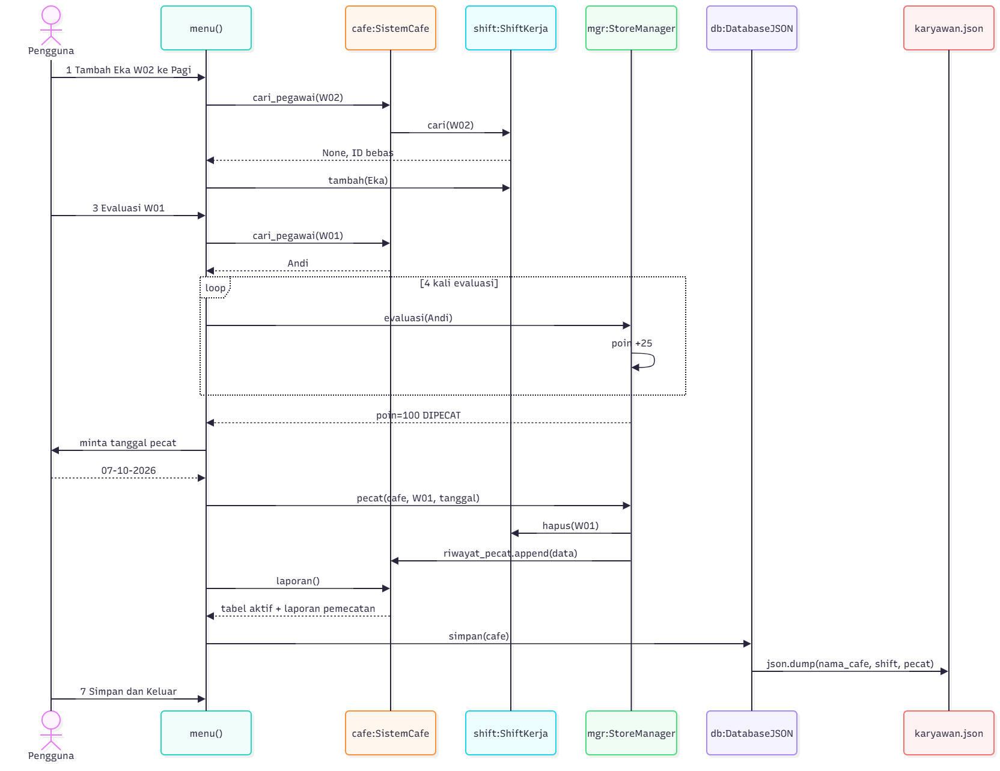 Pengguna
menu()
cafe:SistemCafe
shift:ShiftKerja
mgr:StoreManager
db:DatabaseJSON
karyawan.json
1 Tambah Eka W02 ke Pagi
cari_pegawai(W02)
cari(W02)
None, ID bebas
tambah(Eka)
3 Evaluasi W01
cari_pegawai(W01)
Andi
loop
[4 kali evaluasi]
evaluasi(Andi)
poin +25
poin=100 DIPECAT
minta tanggal pecat
07-10-2026
pecat(cafe, W01, tanggal)
hapus(W01)
riwayat_pecat.append(data)
laporan()
tabel aktif + laporan pemecatan
simpan(cafe)
json.dump(nama_cafe, shift, pecat)
7 Simpan dan Keluar
Pengguna
menu()
cafe:SistemCafe
shift:ShiftKerja
mgr:StoreManager
db:DatabaseJSON
karyawan.json